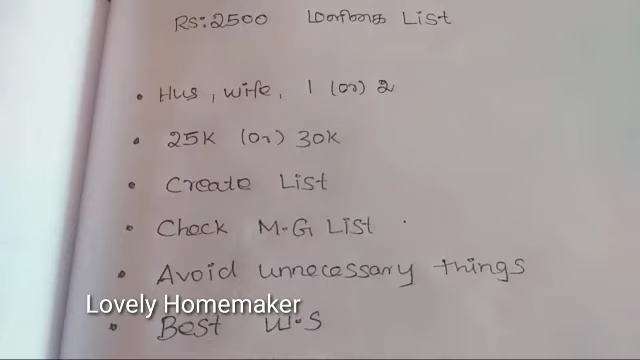 Rs:2500 மளிகை List
• Hus, wife, 1 (or) 2
• 25K (or) 30K
• Create List
• Check M-G List
• Avoid unnecessary things
Lovely Homemaker
• Best W.S